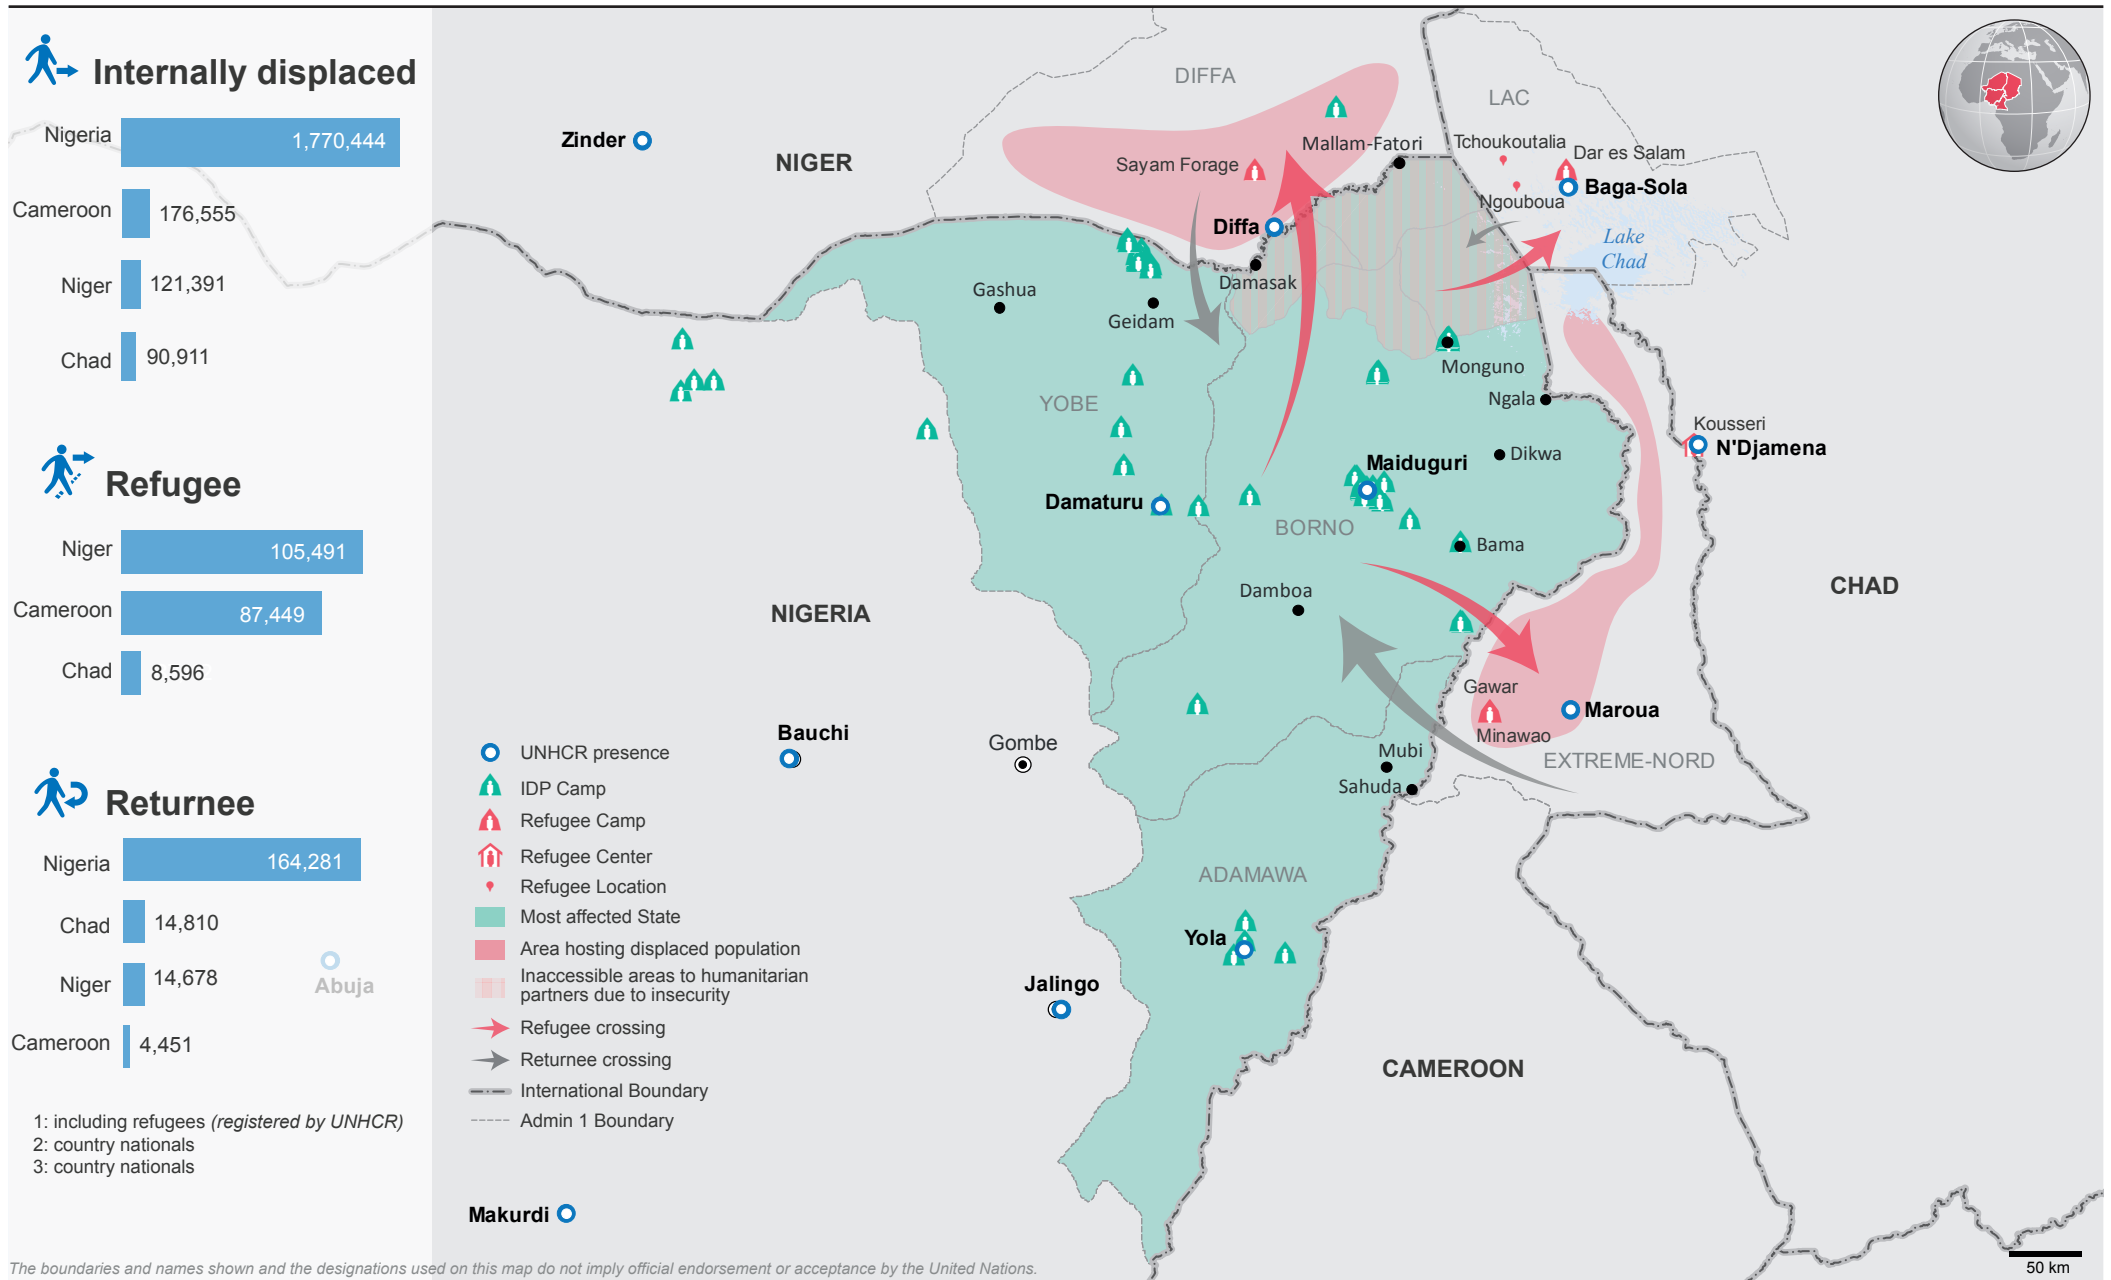 Internally displaced
Nigeria 1,770,444
Cameroon 176,555
Niger 121,391
Chad 90,911
Refugee
Niger 105,491
Cameroon 87,449
Chad 8,596
Returnee
Nigeria 164,281
Chad 14,810
Niger 14,678
Cameroon 4,451
Abuja
1: including refugees (registered by UNHCR)
2: country nationals
3: country nationals
DIFFA
LAC
Zinder
NIGER
Mallam-Fatori
Tchoukoutalia
Dar es Salam
Sayam Forage
Baga-Sola
Ngouboua
Diffa
Lake
Chad
Damasak
Gashua
Geidam
Monguno
YOBE
Ngala
Kousseri
N'Djamena
Maiduguri
Dikwa
Damaturu
BORNO
Bama
CHAD
Damboa
NIGERIA
Gawar
Maroua
Minawao
Bauchi
Gombe
Mubi
EXTREME-NORD
Sahuda
ADAMAWA
Yola
Jalingo
CAMEROON
Makurdi
UNHCR presence
IDP Camp
Refugee Camp
Refugee Center
Refugee Location
Most affected State
Area hosting displaced population
Inaccessible areas to humanitarian
partners due to insecurity
Refugee crossing
Returnee crossing
International Boundary
Admin 1 Boundary
50 km
The boundaries and names shown and the designations used on this map do not imply official endorsement or acceptance by the United Nations.